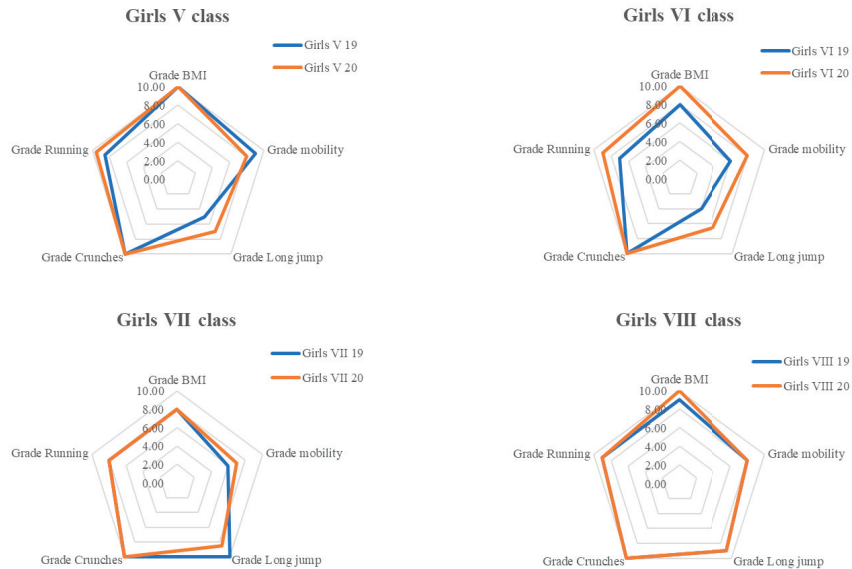 Girls V class
Girls V 19
Girls V 20
Grade BMI
10.00
8.00
6.00
4.00
2.00
0.00
Grade Running
Grade mobility
Grade Crunches
Grade Long jump
Girls VI class
Girls VI 19
Girls VI 20
Grade BMI
10.00
8.00
6.00
4.00
2.00
0.00
Grade Running
Grade mobility
Grade Crunches
Grade Long jump
Girls VII class
Girls VII 19
Girls VII 20
Grade BMI
10.00
8.00
6.00
4.00
2.00
0.00
Grade Running
Grade mobility
Grade Crunches
Grade Long jump
Girls VIII class
Girls VIII 19
Girls VIII 20
Grade BMI
10.00
8.00
6.00
4.00
2.00
0.00
Grade Running
Grade mobility
Grade Crunches
Grade Long jump